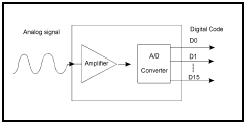 Analog signal
Digital Code
Amplifier
A/D
Converter
D0
D1
D15